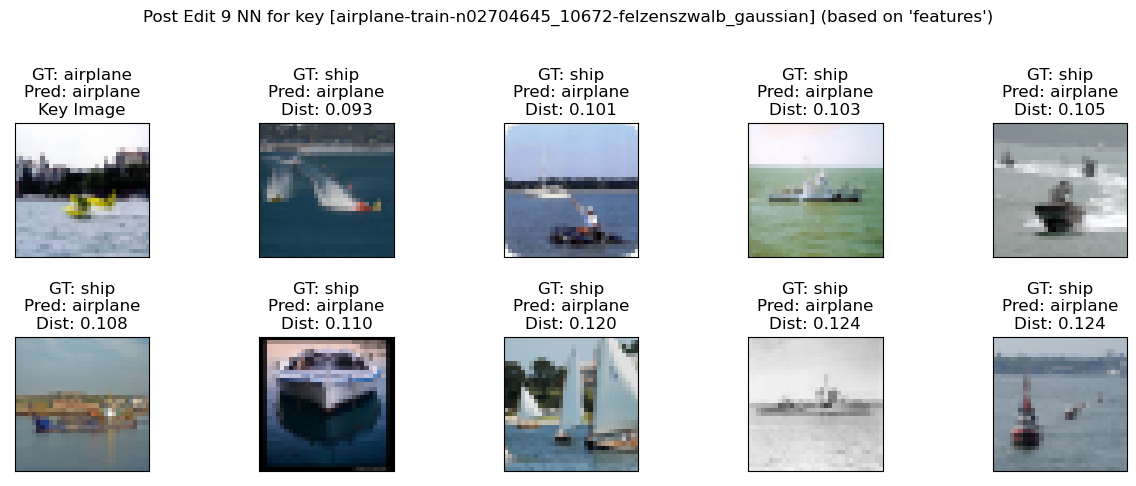 Post Edit 9 NN for key [airplane-train-n02704645_10672-felzenszwalb_gaussian] (based on 'features')
GT: airplane
Pred: airplane
Key Image
GT: ship
Pred: airplane
Dist: 0.093
GT: ship
Pred: airplane
Dist: 0.101
GT: ship
Pred: airplane
Dist: 0.103
GT: ship
Pred: airplane
Dist: 0.105
GT: ship
Pred: airplane
Dist: 0.108
GT: ship
Pred: airplane
Dist: 0.110
GT: ship
Pred: airplane
Dist: 0.120
GT: ship
Pred: airplane
Dist: 0.124
GT: ship
Pred: airplane
Dist: 0.124